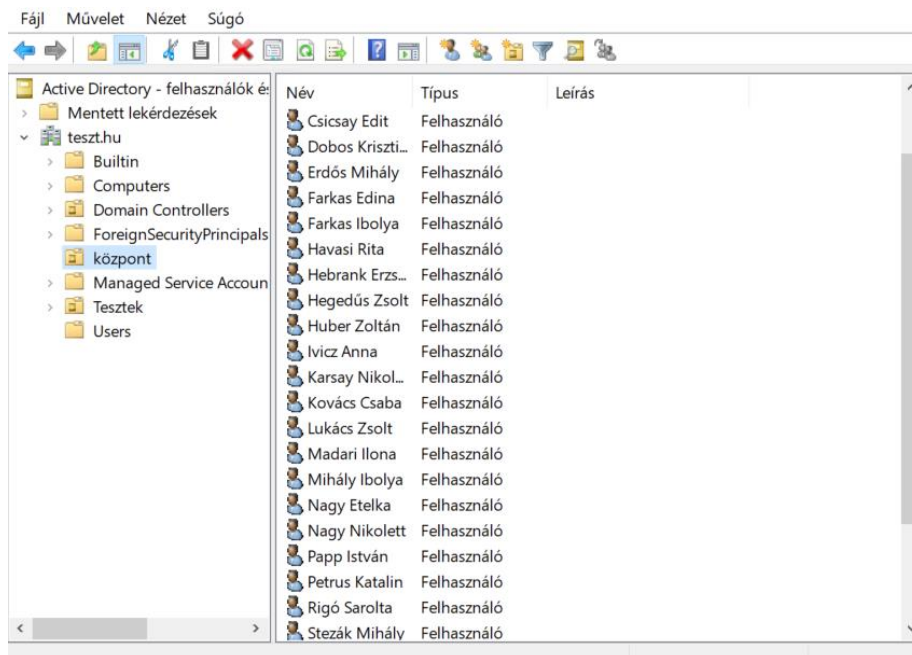 Fájl Művelet Nézet Súgó
Active Directory - felhasználók é
Mentett lekérdezések
teszt.hu
Builtin
Computers
Domain Controllers
ForeignSecurityPrincipals
központ
Managed Service Accoun
Tesztek
Users
Név Típus Leírás
Csicsay Edit Felhasználó
Dobos Kriszti... Felhasználó
Erdős Mihály Felhasználó
Farkas Edina Felhasználó
Farkas Ibolya Felhasználó
Havasi Rita Felhasználó
Hebrank Erzs... Felhasználó
Hegedűs Zsolt Felhasználó
Huber Zoltán Felhasználó
Ivicz Anna Felhasználó
Karsay Nikol... Felhasználó
Kovács Csaba Felhasználó
Lukács Zsolt Felhasználó
Madari Ilona Felhasználó
Mihály Ibolya Felhasználó
Nagy Etelka Felhasználó
Nagy Nikolett Felhasználó
Papp István Felhasználó
Petrus Katalin Felhasználó
Rigó Sarolta Felhasználó
Stezák Mihály Felhasználó